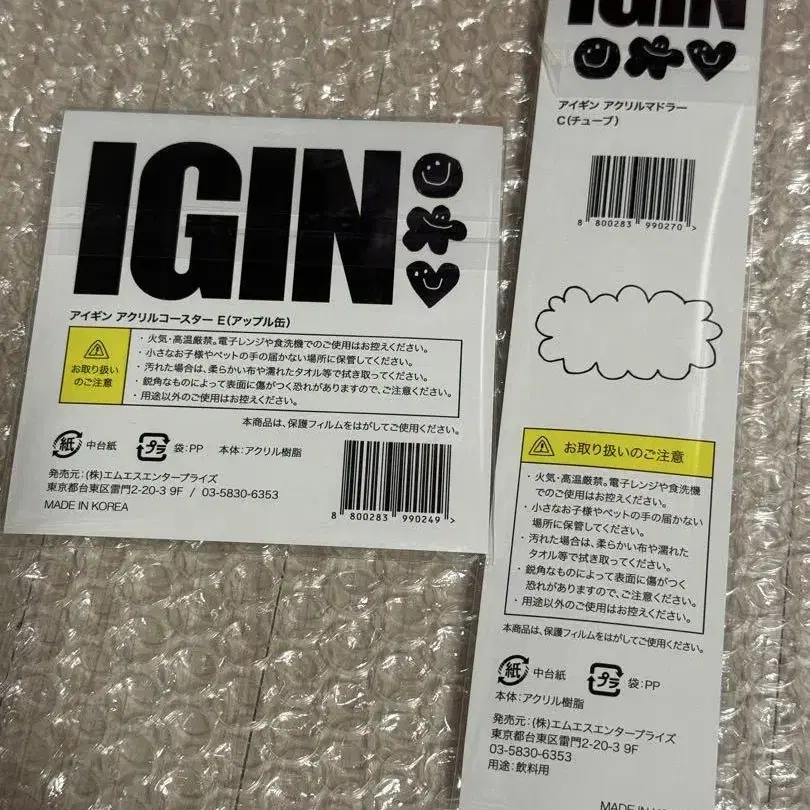 IGIN
アイギン アクリルコースター E(アップル缶)
お取り扱い
のご注意
・火気・高温厳禁。電子レンジや食洗機でのご使用はお控えください。
・小さなお子様やペットの手の届かない場所に保管してください。
・汚れた場合は、柔らかい布や濡れたタオル等で拭き取ってください。
・鋭角なものによって表面に傷がつく恐れがありますので、ご注意ください。
・用途以外のご使用はお控えください。
本商品は、保護フィルムをはがしてご使用ください。
紙 中台紙 プラ 袋:PP 本体:アクリル樹脂
発売元:(株)エムエスエンタープライズ
東京都台東区雷門2-20-3 9F / 03-5830-6353
MADE IN KOREA
8 800283 990249 >
IGIN
アイギン アクリルマドラー
C(チューブ)
8 800283 990270 >
お取り扱いのご注意
・火気・高温厳禁。電子レンジや食洗機
でのご使用はお控えください。
・小さなお子様やペットの手の届かない
場所に保管してください。
・汚れた場合は、柔らかい布や濡れた
タオル等で拭き取ってください。
・鋭角なものによって表面に傷がつく
恐れがありますので、ご注意ください。
・用途以外のご使用はお控えください。
本商品は、保護フィルムをはがしてご使用ください。
紙 中台紙 プラ 袋:PP
本体:アクリル樹脂
発売元:(株)エムエスエンタープライズ
東京都台東区雷門2-20-3 9F
03-5830-6353
用途:飲料用
MADE IN